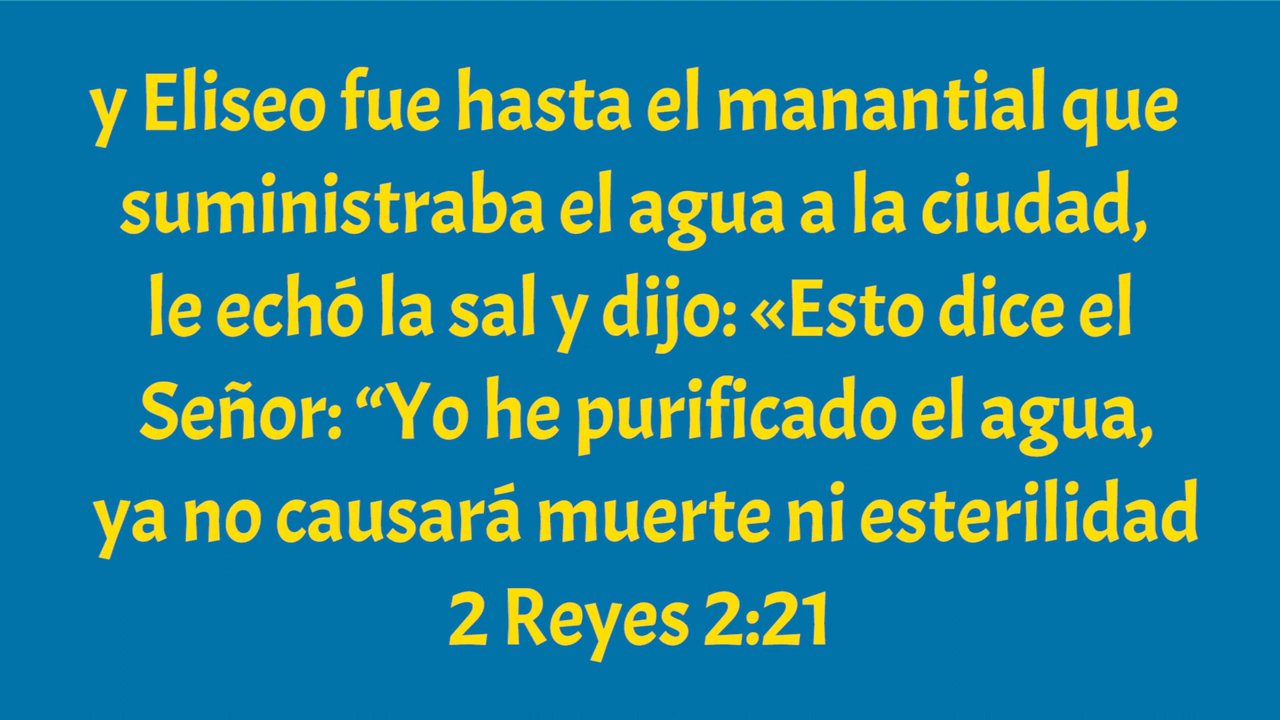 y Eliseo fue hasta el manantial que
suministraba el agua a la ciudad,
le echó la sal y dijo: «Esto dice el
Señor: “Yo he purificado el agua,
ya no causará muerte ni esterilidad
2 Reyes 2:21